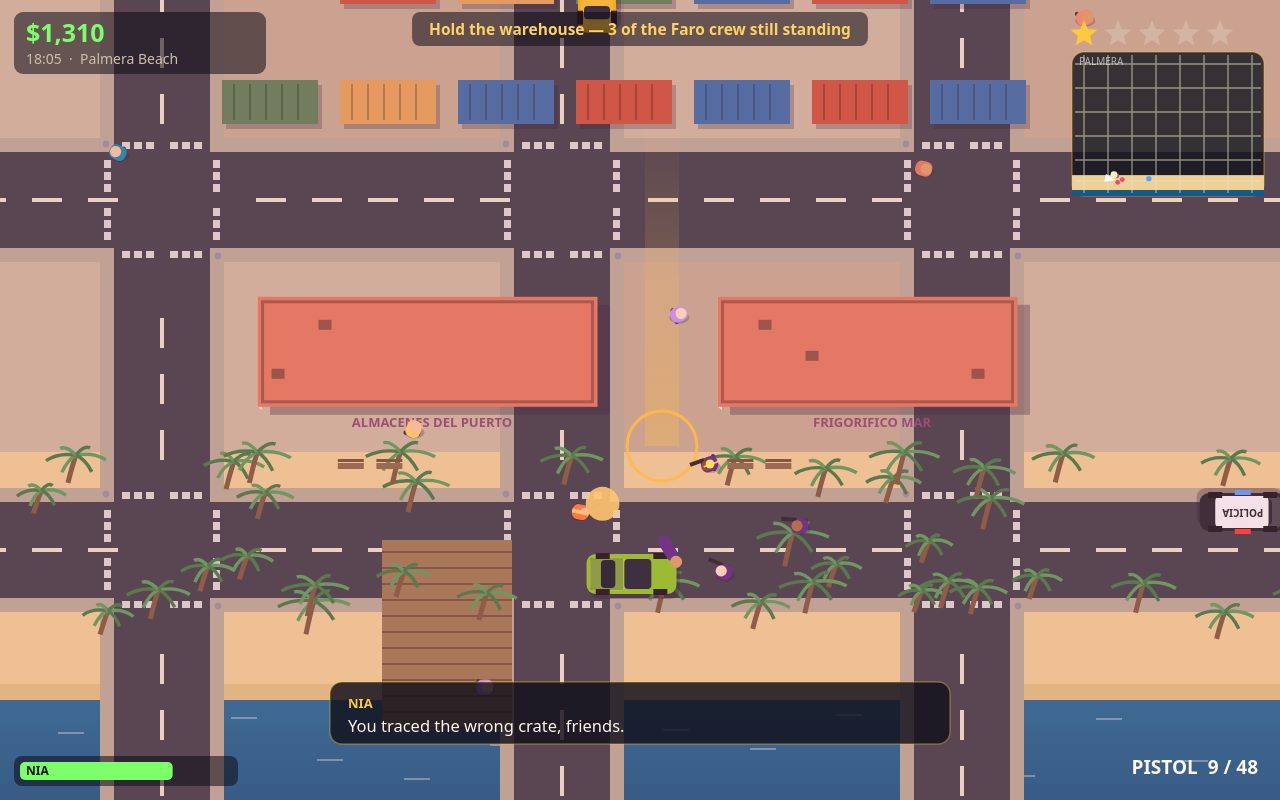 $1,310
18:05 · Palmera Beach
Hold the warehouse — 3 of the Faro crew still standing
PALMERA
ALMACENES DEL PUERTO
FRIGORIFICO MAR
POLICIA
NIA
You traced the wrong crate, friends.
NIA
PISTOL 9 / 48